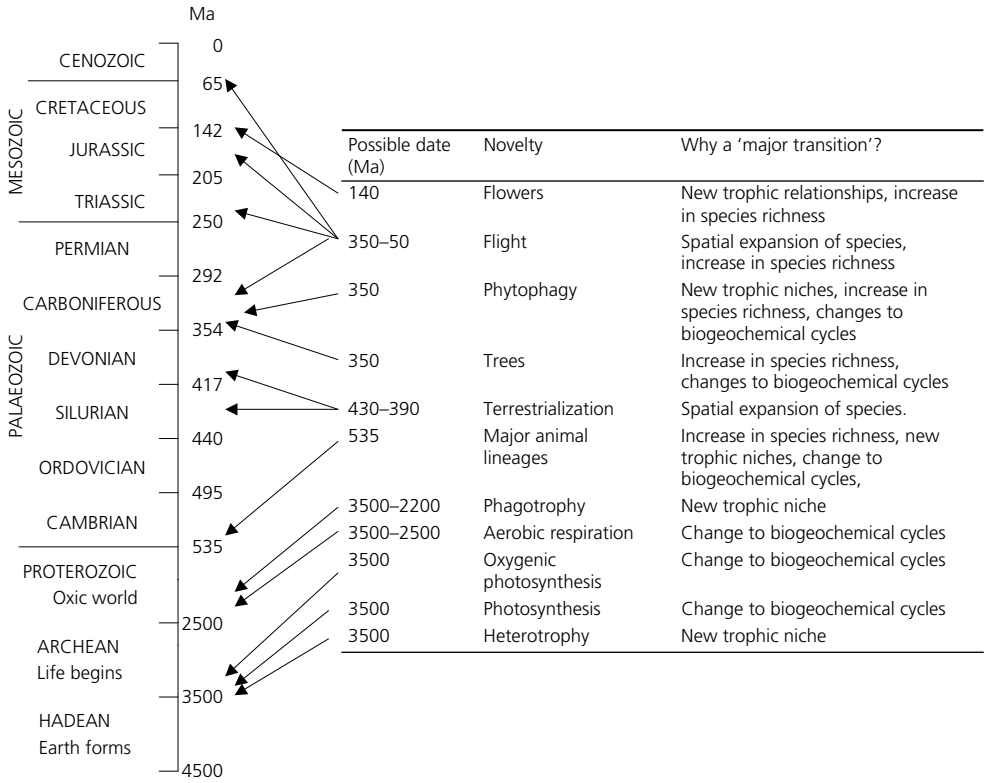 Ma
0
CENOZOIC
65
MESOZOIC
CRETACEOUS
142
JURASSIC
205
TRIASSIC
250
PALAEOZOIC
PERMIAN
292
CARBONIFEROUS
354
DEVONIAN
417
SILURIAN
440
ORDOVICIAN
495
CAMBRIAN
535
PROTEROZOIC
Oxic world
2500
ARCHEAN
Life begins
3500
HADEAN
Earth forms
4500
Possible date Novelty Why a ‘major transition’?
(Ma)
140 Flowers New trophic relationships, increase
in species richness
350–50 Flight Spatial expansion of species,
increase in species richness
350 Phytophagy New trophic niches, increase in
species richness, changes to
biogeochemical cycles
350 Trees Increase in species richness,
changes to biogeochemical cycles
430–390 Terrestrialization Spatial expansion of species.
535 Major animal Increase in species richness, new
lineages trophic niches, change to
biogeochemical cycles,
3500–2200 Phagotrophy New trophic niche
3500–2500 Aerobic respiration Change to biogeochemical cycles
3500 Oxygenic Change to biogeochemical cycles
photosynthesis
3500 Photosynthesis Change to biogeochemical cycles
3500 Heterotrophy New trophic niche